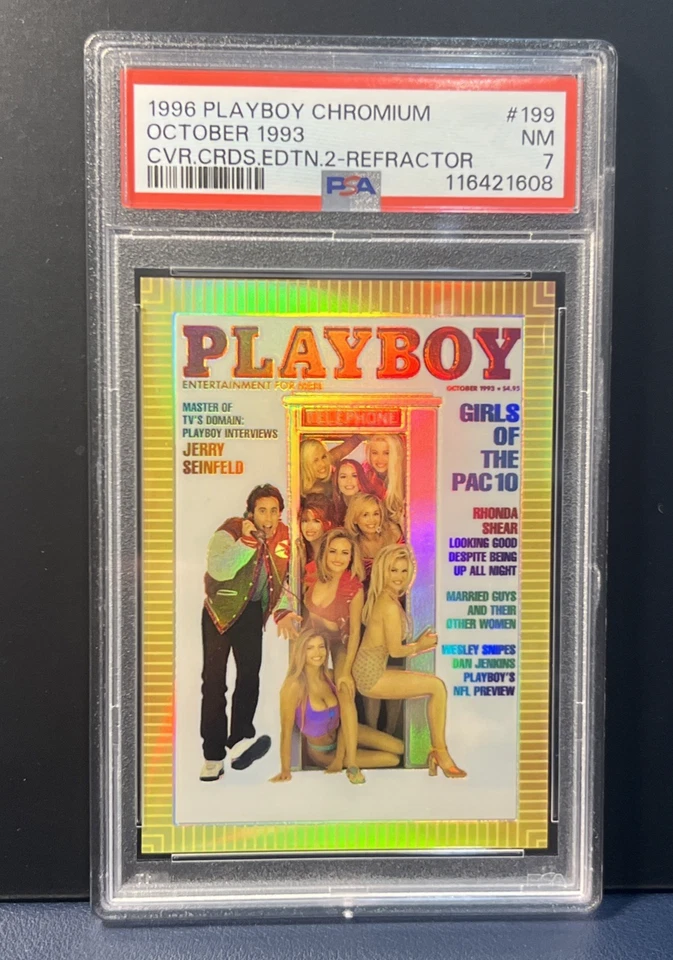 1996 PLAYBOY CHROMIUM #199
OCTOBER 1993 NM
CVR.CRDS.EDTN.2-REFRACTOR 7
PSA 116421608
PLAYBOY
ENTERTAINMENT FOR MEN
OCTOBER 1993 • $4.95
MASTER OF
TV'S DOMAIN:
PLAYBOY INTERVIEWS
JERRY
SEINFELD
TELEPHONE
GIRLS
OF
THE
PAC 10
RHONDA
SHEAR
LOOKING GOOD
DESPITE BEING
UP ALL NIGHT
MARRIED GUYS
AND THEIR
OTHER WOMEN
WESLEY SNIPES
DAN JENKINS
PLAYBOY'S
NFL PREVIEW